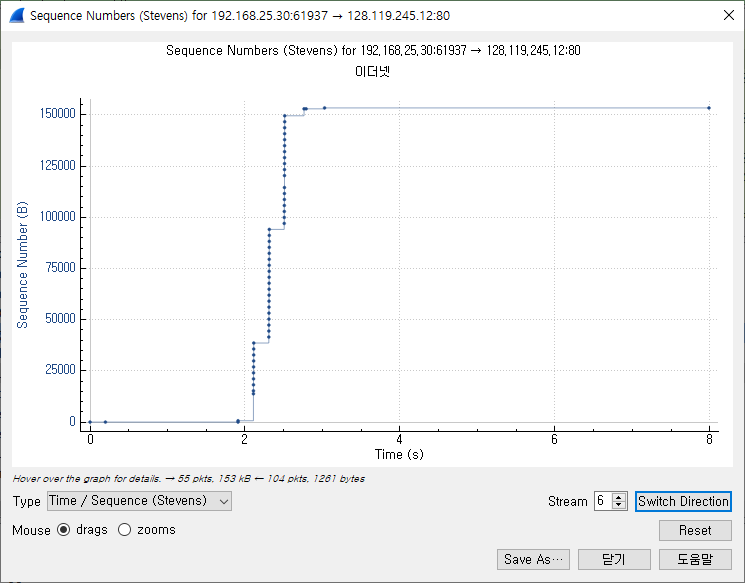 Sequence Numbers (Stevens) for 192.168.25.30:61937 → 128.119.245.12:80
Sequence Numbers (Stevens) for 192.168.25.30:61937 → 128.119.245.12:80
이더넷
Sequence Number (B)
150000
125000
100000
75000
50000
25000
0
0 2 4 6 8
Time (s)
Hover over the graph for details. → 55 pkts, 153 kB ← 104 pkts, 1261 bytes
Type Time / Sequence (Stevens) Stream 6 Switch Direction
Mouse drags zooms Reset
Save As… 닫기 도움말